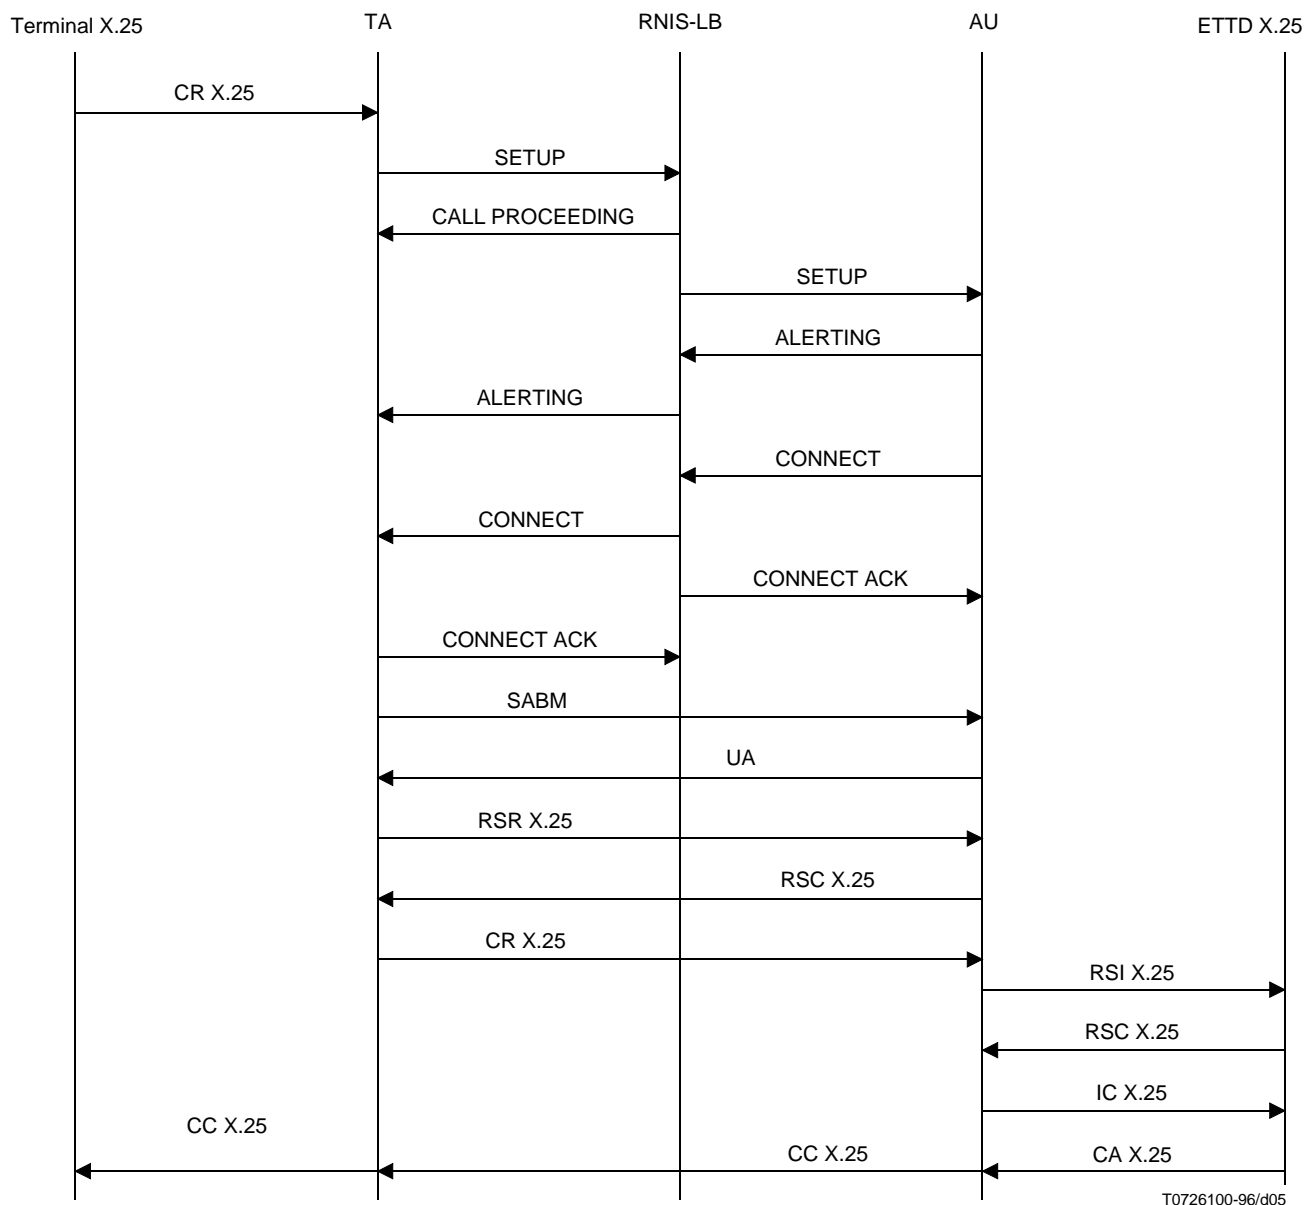 Terminal X.25
TA
RNIS-LB
AU
ETTD X.25
CR X.25
SETUP
CALL PROCEEDING
SETUP
ALERTING
ALERTING
CONNECT
CONNECT
CONNECT ACK
CONNECT ACK
SABM
UA
RSR X.25
RSC X.25
CR X.25
RSI X.25
RSC X.25
IC X.25
CC X.25
CC X.25
CA X.25
T0726100-96/d05